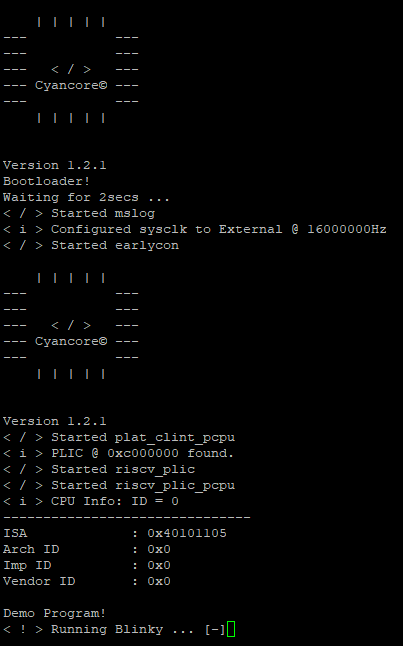 | | | | |
---              ---
---              ---
---   < / >   ---
--- Cyancore© ---
---              ---
| | | | |
Version 1.2.1
Bootloader!
Waiting for 2secs ...
< / > Started mslog
< i > Configured sysclk to External @ 16000000Hz
< / > Started earlycon
| | | | |
---              ---
---              ---
---   < / >   ---
--- Cyancore© ---
---              ---
| | | | |
Version 1.2.1
< / > Started plat_clint_pcpu
< i > PLIC @ 0xc000000 found.
< / > Started riscv_plic
< / > Started riscv_plic_pcpu
< i > CPU Info: ID = 0
-------------------------------
ISA             : 0x40101105
Arch ID         : 0x0
Imp ID          : 0x0
Vendor ID       : 0x0
Demo Program!
< ! > Running Blinky ... [-]